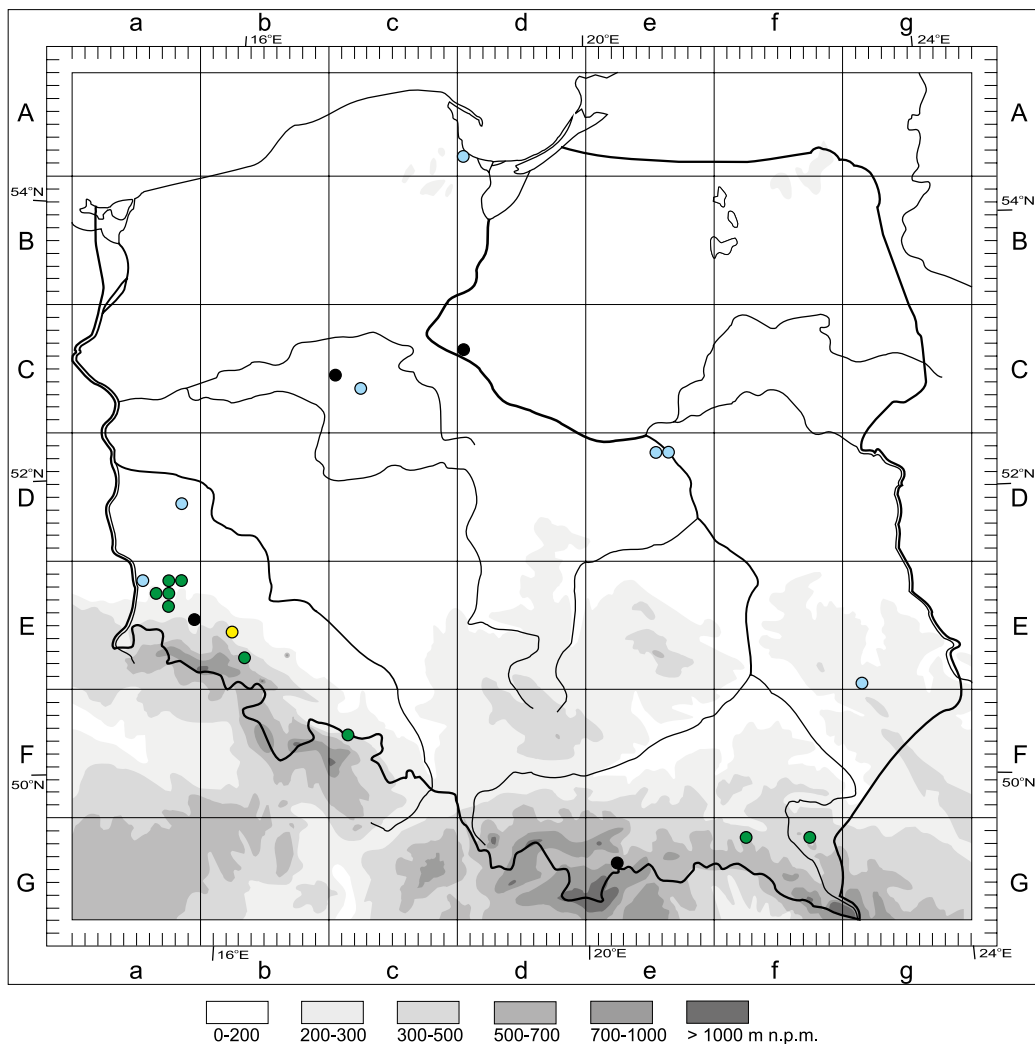 a b c d e f g
16°E 20°E 24°E
A A
54°N 54°N
B B
C C
52°N 52°N
D D
E E
F F
50°N 50°N
G G
16°E 20°E 24°E
a b c d e f g
0-200 200-300 300-500 500-700 700-1000 > 1000 m n.p.m.